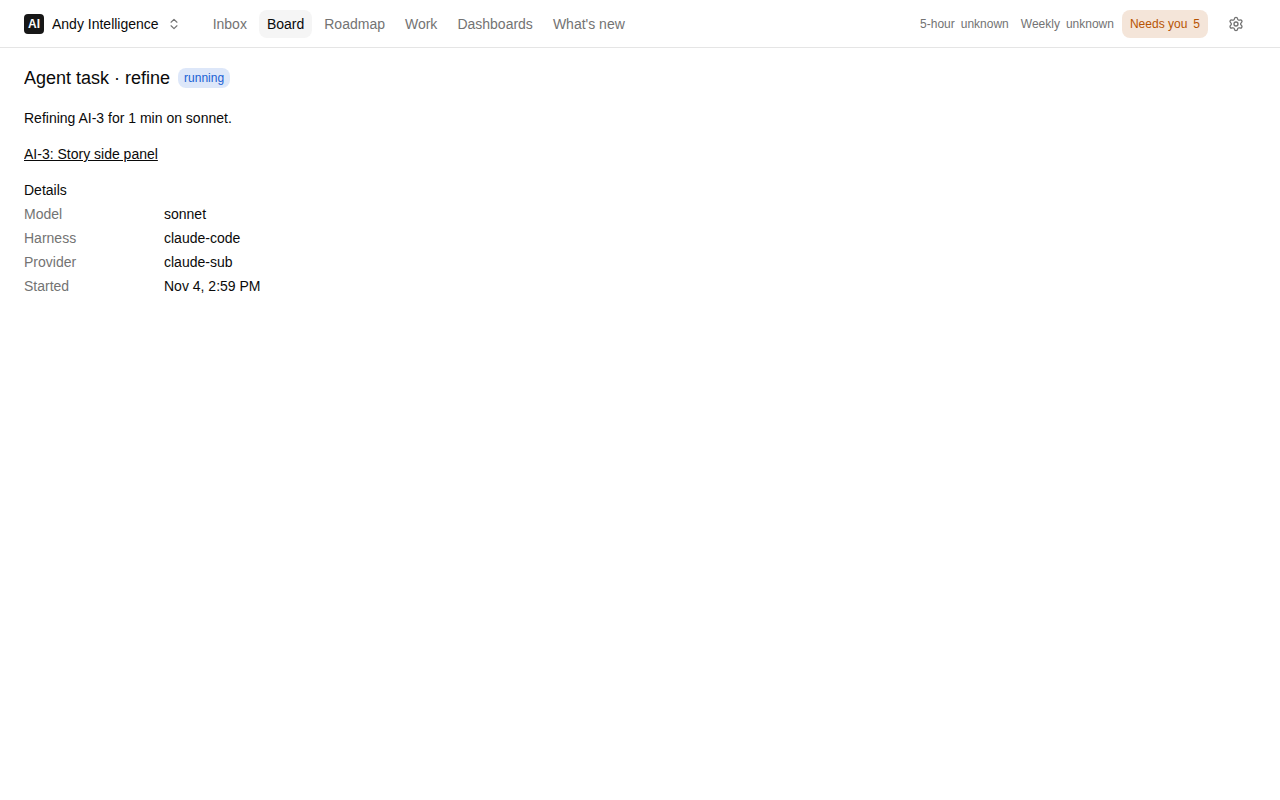 AI Andy Intelligence Inbox Board Roadmap Work Dashboards What's new 5-hour unknown Weekly unknown Needs you 5
Agent task · refine running
Refining AI-3 for 1 min on sonnet.
AI-3: Story side panel
Details
Model sonnet
Harness claude-code
Provider claude-sub
Started Nov 4, 2:59 PM